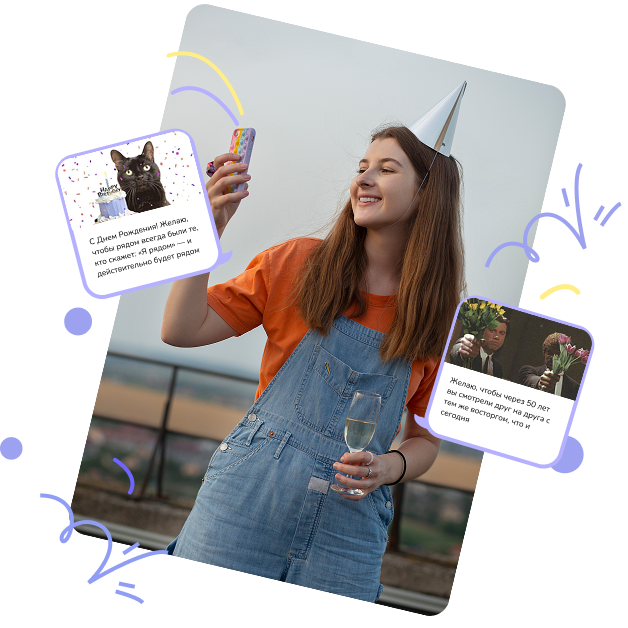 Happy
Birthday
С Днем Рождения! Желаю,
чтобы рядом всегда были те,
кто скажет: «Я рядом» — и
действительно будет рядом
Желаю, чтобы через 50 лет
вы смотрели друг на друга с
тем же восторгом, что и
сегодня